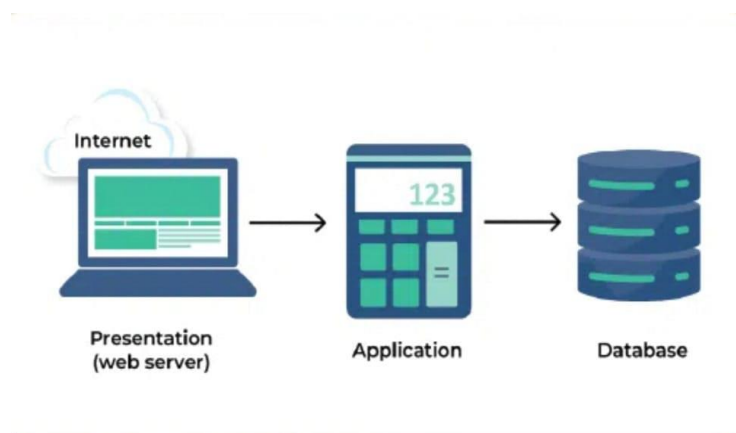 Internet
123
=
Presentation
(web server)
Application
Database